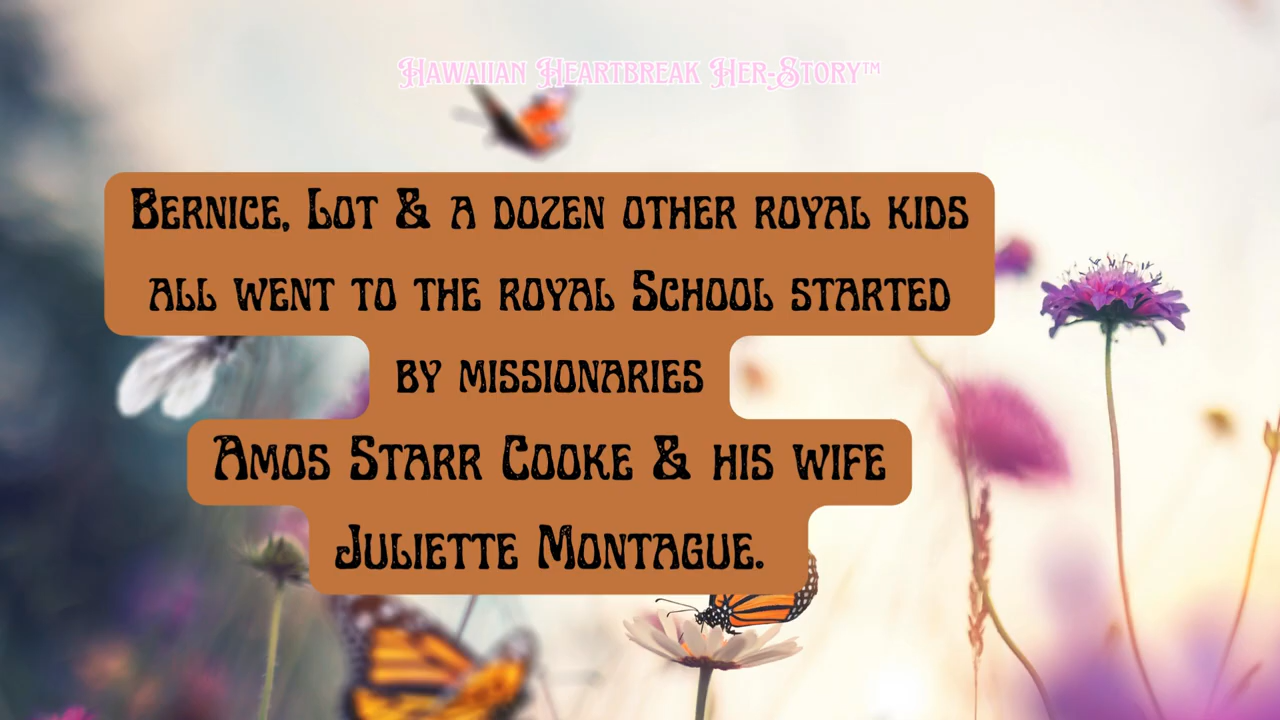 Hawaiian Heartbreak Her-Story™
Bernice, Lot & a dozen other royal kids
all went to the royal School started
by missionaries
Amos Starr Cooke & his wife
Juliette Montague.